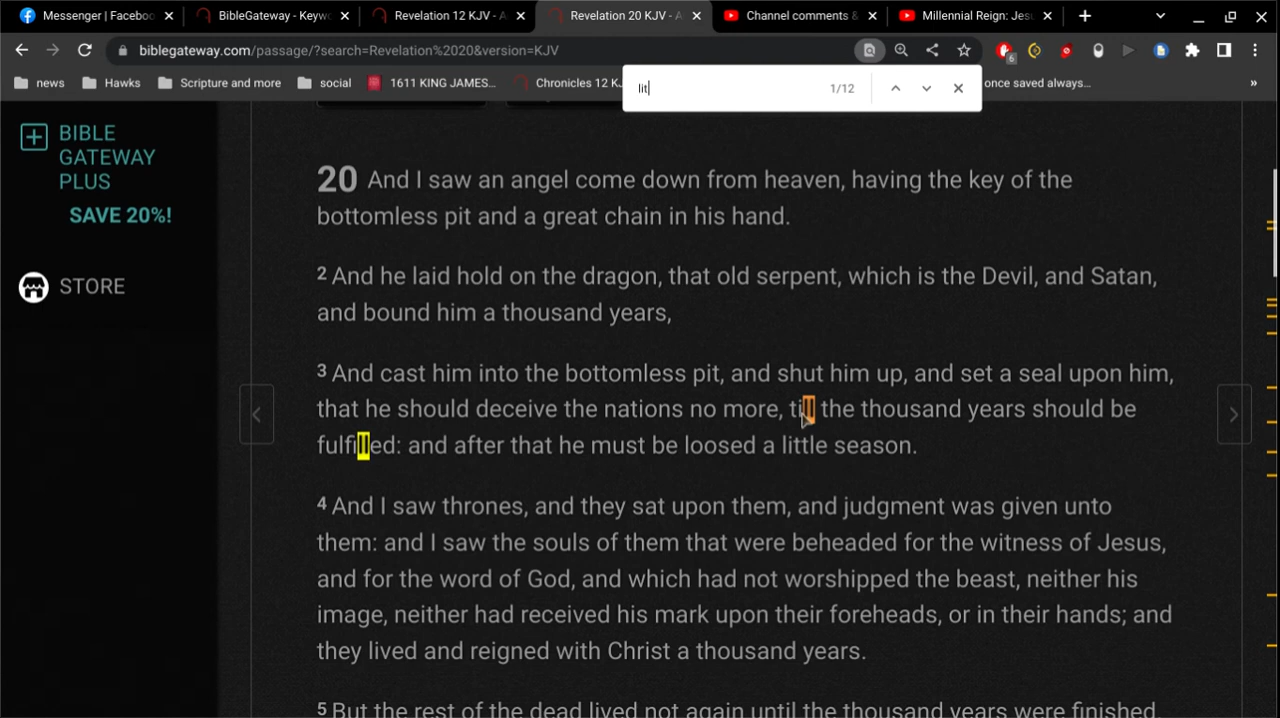 Messenger | Faceboo
BibleGateway - Keywo
Revelation 12 KJV - A
Revelation 20 KJV - A
Channel comments &
Millennial Reign: Jesu
biblegateway.com/passage/?search=Revelation%2020&version=KJV
6
news
Hawks
Scripture and more
social
1611 KING JAMES...
Chronicles 12 KJ
once saved always...
»
lit
1/12
BIBLE
GATEWAY
PLUS
SAVE 20%!
STORE
20 And I saw an angel come down from heaven, having the key of the
bottomless pit and a great chain in his hand.
2 And he laid hold on the dragon, that old serpent, which is the Devil, and Satan,
and bound him a thousand years,
3 And cast him into the bottomless pit, and shut him up, and set a seal upon him,
that he should deceive the nations no more, till the thousand years should be
fulfilled: and after that he must be loosed a little season.
4 And I saw thrones, and they sat upon them, and judgment was given unto
them: and I saw the souls of them that were beheaded for the witness of Jesus,
and for the word of God, and which had not worshipped the beast, neither his
image, neither had received his mark upon their foreheads, or in their hands; and
they lived and reigned with Christ a thousand years.
5 But the rest of the dead lived not again until the thousand years were finished